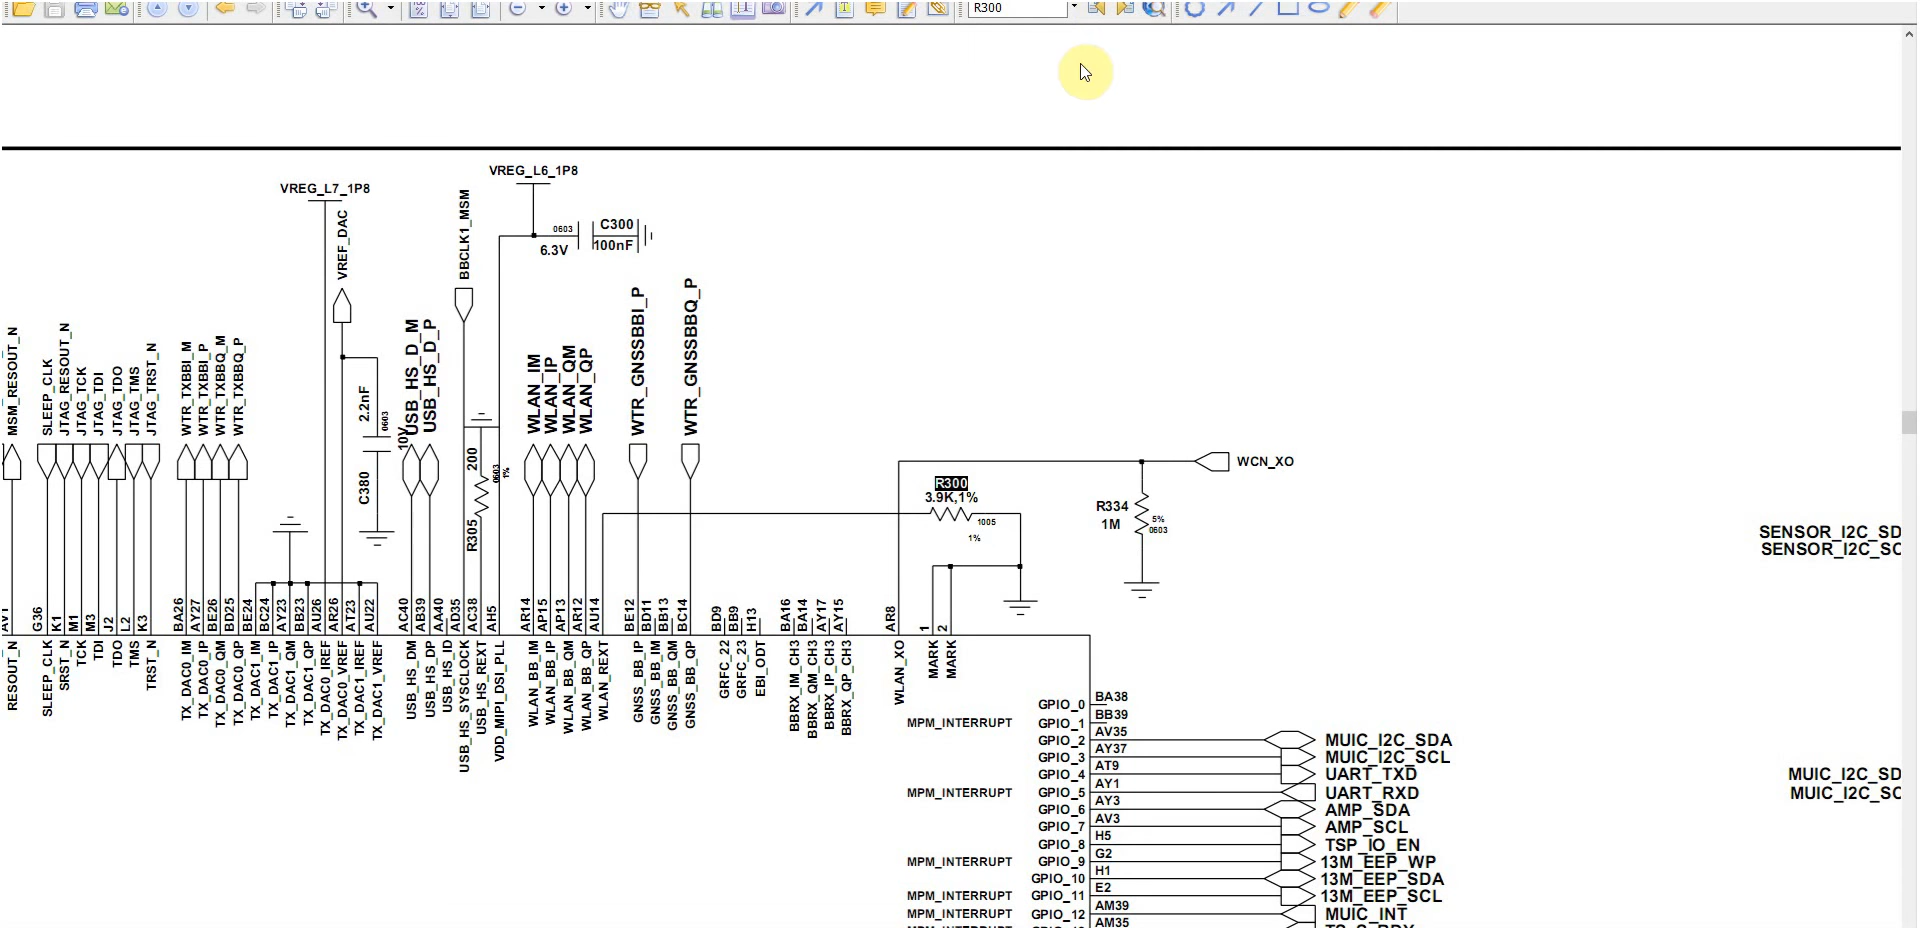 R300
VREG_L6_1P8
VREG_L7_1P8
VREF_DAC
BBCLK1_MSM
0603
C300
6.3V
100nF
MSM_RESOUT_N
SLEEP_CLK
JTAG_RESOUT_N
JTAG_TCK
JTAG_TDI
JTAG_TDO
JTAG_TMS
JTAG_TRST_N
WTR_TXBBI_M
WTR_TXBBI_P
WTR_TXBBQ_M
WTR_TXBBQ_P
2.2nF
0603
10V
C380
USB_HS_D_M
USB_HS_D_P
200
0603
1%
R305
WLAN_IM
WLAN_IP
WLAN_QM
WLAN_QP
WTR_GNSSBBI_P
WTR_GNSSBBQ_P
WCN_XO
R300
3.9K,1%
1005
1%
R334
1M
5%
0603
SENSOR_I2C_SD
SENSOR_I2C_SC
G36
K1
M1
M3
J2
L2
K3
BA26
AY27
BE26
BD25
BE24
BC24
AY23
BB23
AU26
AR26
AT23
AU22
AC40
AB39
AA40
AD35
AC38
AH5
AR14
AP15
AP13
AR12
AU14
BE12
BD11
BB13
BC14
BD9
BB9
H13
BA16
BA14
AY17
AY15
AR8
1
2
RESOUT_N
SLEEP_CLK
SRST_N
TCK
TDI
TDO
TMS
TRST_N
TX_DAC0_IM
TX_DAC0_IP
TX_DAC0_QM
TX_DAC0_QP
TX_DAC1_IM
TX_DAC1_IP
TX_DAC1_QM
TX_DAC1_QP
TX_DAC0_IREF
TX_DAC0_VREF
TX_DAC1_IREF
TX_DAC1_VREF
USB_HS_DM
USB_HS_DP
USB_HS_ID
USB_HS_SYSCLOCK
USB_HS_REXT
VDD_MIPI_DSI_PLL
WLAN_BB_IM
WLAN_BB_IP
WLAN_BB_QM
WLAN_BB_QP
WLAN_REXT
GNSS_BB_IP
GNSS_BB_IM
GNSS_BB_QM
GNSS_BB_QP
GRFC_22
GRFC_23
EBI_ODT
BBRX_IM_CH3
BBRX_QM_CH3
BBRX_IP_CH3
BBRX_QP_CH3
WLAN_XO
MARK
MARK
GPIO_0 BA38
MPM_INTERRUPT GPIO_1 BB39
GPIO_2 AV35 MUIC_I2C_SDA
GPIO_3 AY37 MUIC_I2C_SCL
GPIO_4 AT9 UART_TXD MUIC_I2C_SD
MPM_INTERRUPT GPIO_5 AY1 UART_RXD MUIC_I2C_SC
GPIO_6 AY3 AMP_SDA
GPIO_7 AV3 AMP_SCL
GPIO_8 H5 TSP_IO_EN
MPM_INTERRUPT GPIO_9 G2 13M_EEP_WP
GPIO_10 H1 13M_EEP_SDA
MPM_INTERRUPT GPIO_11 E2 13M_EEP_SCL
MPM_INTERRUPT GPIO_12 AM39 MUIC_INT
AM35